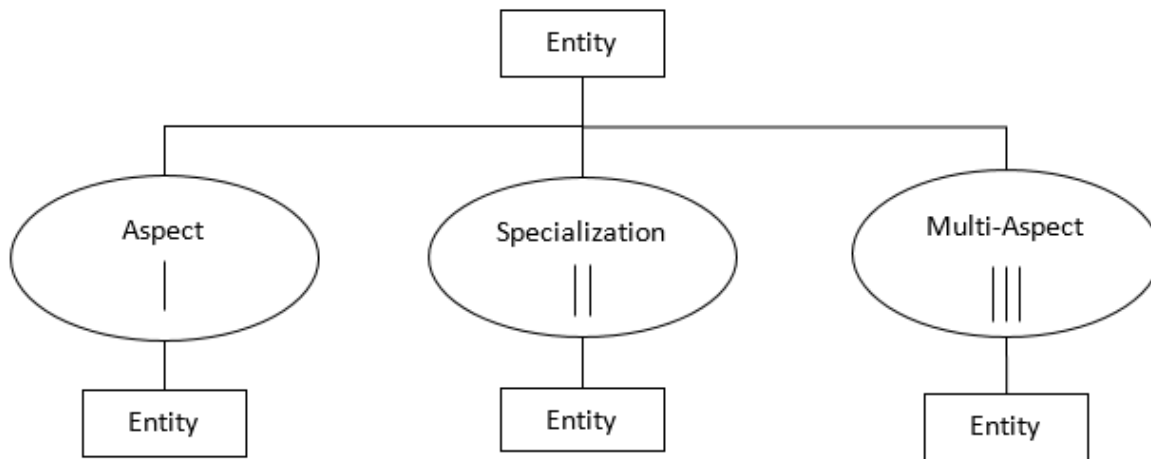 Entity
Aspect
Specialization
Multi-Aspect
|
||
|||
Entity
Entity
Entity